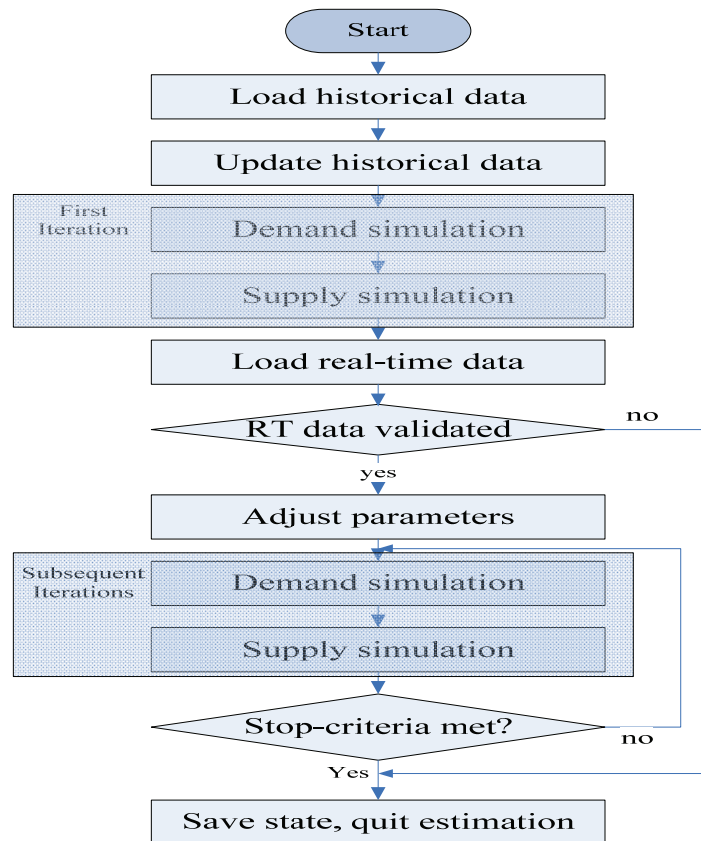 Start
Load historical data
Update historical data
First
Iteration
Demand simulation
Supply simulation
Load real-time data
RT data validated
no
yes
Adjust parameters
Subsequent
Iterations
Demand simulation
Supply simulation
Stop-criteria met?
no
Yes
Save state, quit estimation